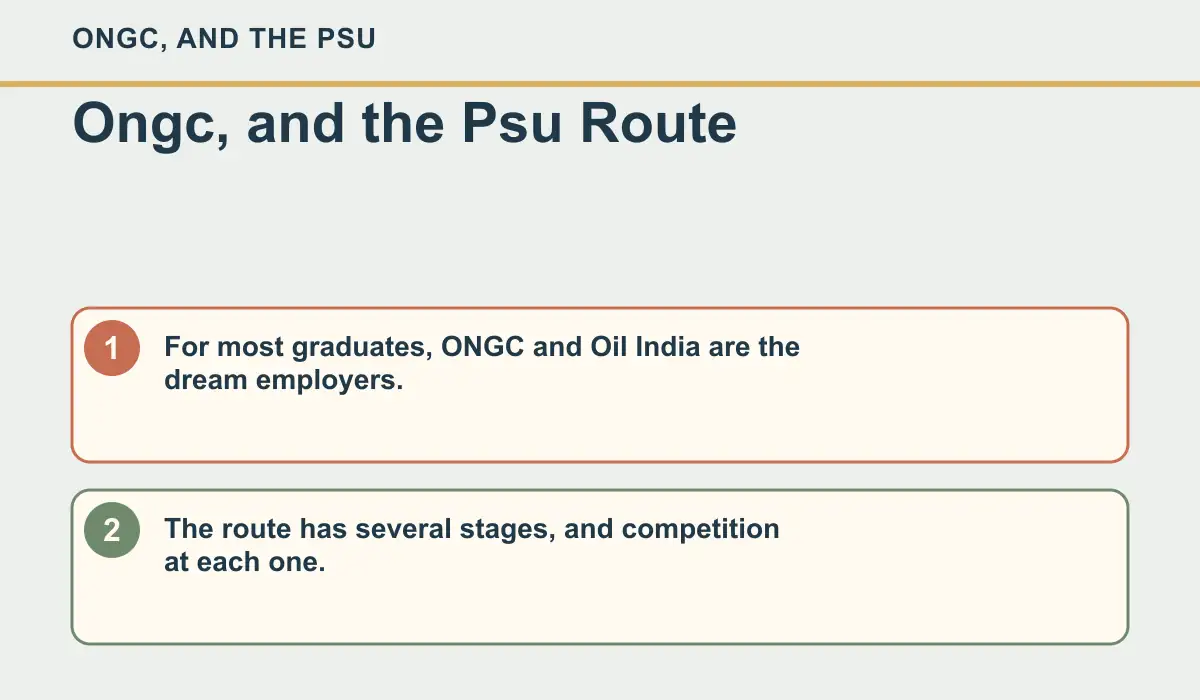 ONGC, AND THE PSU
Ongc, and the Psu Route
1
For most graduates, ONGC and Oil India are the
dream employers.
2
The route has several stages, and competition
at each one.